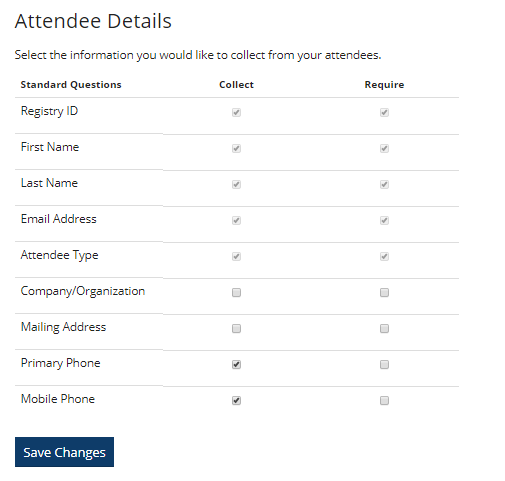 Attendee Details
Select the information you would like to collect from your attendees.
Standard Questions Collect Require
Registry ID
First Name
Last Name
Email Address
Attendee Type
Company/Organization
Mailing Address
Primary Phone
Mobile Phone
Save Changes